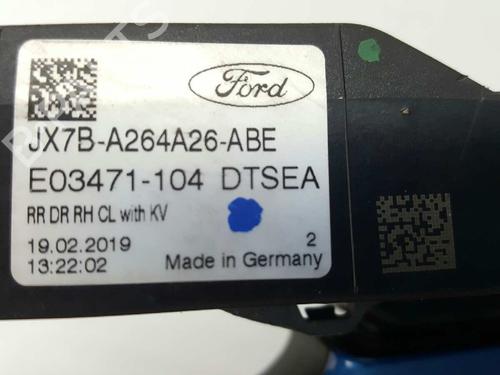 Ford
JX7B-A264A26-ABE
E03471-104 DTSEA
RR DR RH CL with KV
19.02.2019
2
13:22:02
Made in Germany